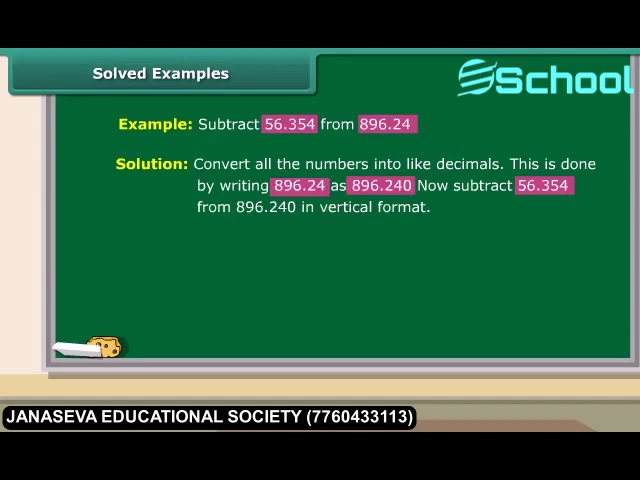 Solved Examples
School
Example: Subtract 56.354 from 896.24
Solution: Convert all the numbers into like decimals. This is done
by writing 896.24 as 896.240 Now subtract 56.354
from 896.240 in vertical format.
JANASEVA EDUCATIONAL SOCIETY (7760433113)